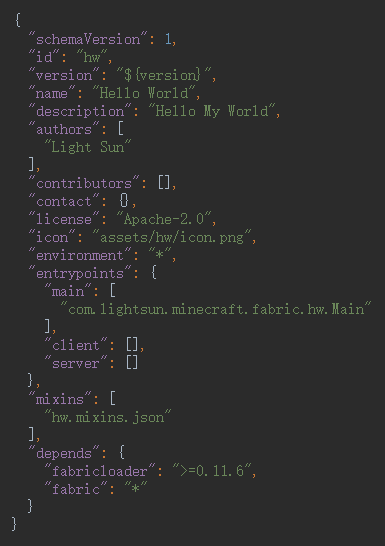 {
  "schemaVersion": 1,
  "id": "hw",
  "version": "${version}",
  "name": "Hello World",
  "description": "Hello My World",
  "authors": [
    "Light Sun"
  ],
  "contributors": [],
  "contact": {},
  "license": "Apache-2.0",
  "icon": "assets/hw/icon.png",
  "environment": "*",
  "entrypoints": {
    "main": [
      "com.lightsun.minecraft.fabric.hw.Main"
    ],
    "client": [],
    "server": []
  },
  "mixins": [
    "hw.mixins.json"
  ],
  "depends": {
    "fabricloader": ">=0.11.6",
    "fabric": "*"
  }
}